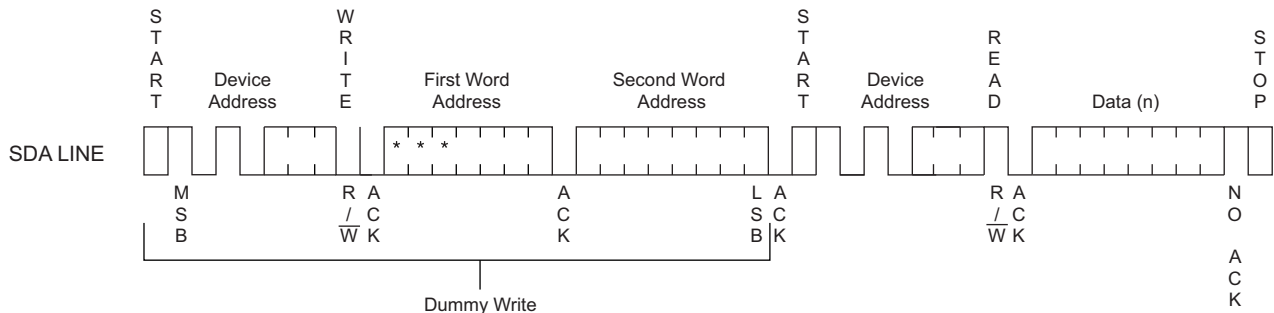 START
WRITE
START
READ
STOP
Device
Address
First Word
Address
Second Word
Address
Device
Address
Data (n)
SDA LINE
* * *
MSB
R/W
ACK
ACK
LSB
ACK
R/W
ACK
NO ACK
Dummy Write